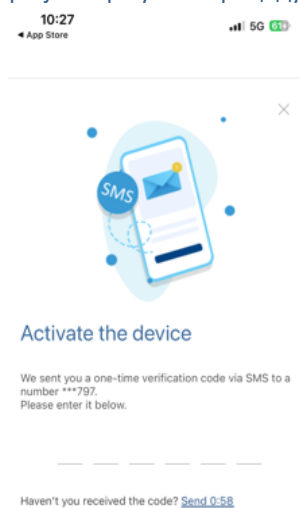 10:27
5G 61
◀ App Store
SMS
Activate the device
We sent you a one-time verification code via SMS to a
number ***797.
Please enter it below.
Haven't you received the code? Send 0:58